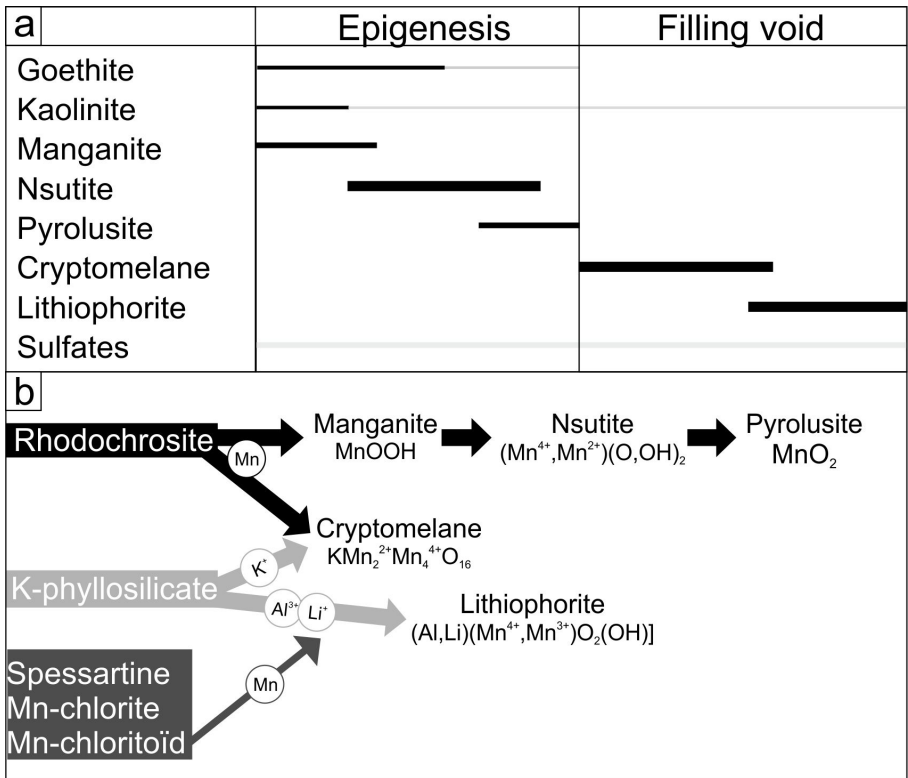 a
Epigenesis
Filling void
Goethite
Kaolinite
Manganite
Nsutite
Pyrolusite
Cryptomelane
Lithiophorite
Sulfates
b
Rhodochrosite
Mn
Manganite
MnOOH
Nsutite
(Mn⁴⁺,Mn²⁺)(O,OH)₂
Pyrolusite
MnO₂
Cryptomelane
KMn₂²⁺Mn₄⁴⁺O₁₆
K-phyllosilicate
K⁺
Al³⁺
Li⁺
Lithiophorite
(Al,Li)(Mn⁴⁺,Mn³⁺)O₂(OH)]
Spessartine
Mn-chlorite
Mn-chloritoïd
Mn